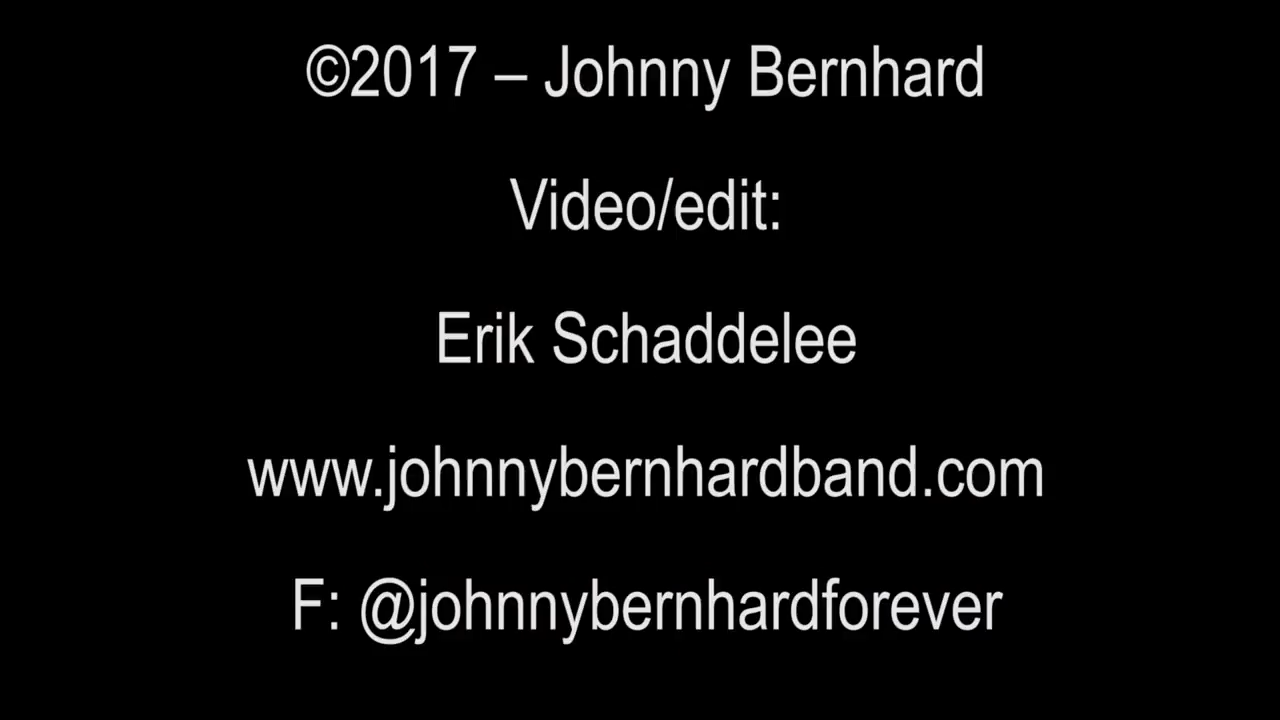 ©2017 – Johnny Bernhard
Video/edit:
Erik Schaddelee
www.johnnybernhardband.com
F: @johnnybernhardforever